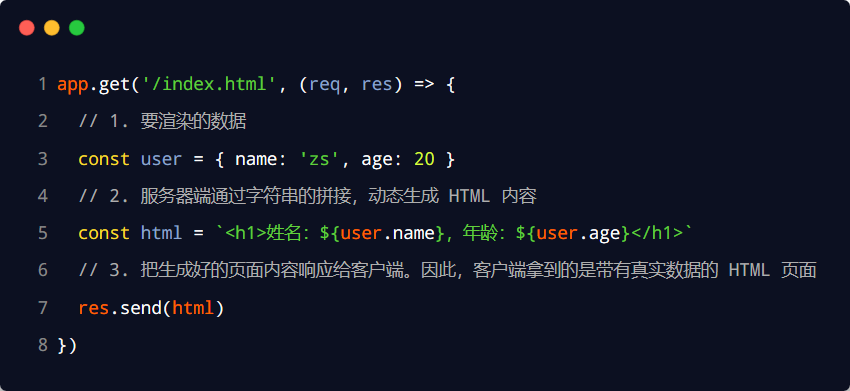 1 app.get('/index.html', (req, res) => {
2 // 1. 要渲染的数据
3 const user = { name: 'zs', age: 20 }
4 // 2. 服务器端通过字符串的拼接，动态生成 HTML 内容
5 const html = `<h1>姓名：${user.name}，年龄：${user.age}</h1>`
6 // 3. 把生成好的页面内容响应给客户端。因此，客户端拿到的是带有真实数据的 HTML 页面
7 res.send(html)
8 })